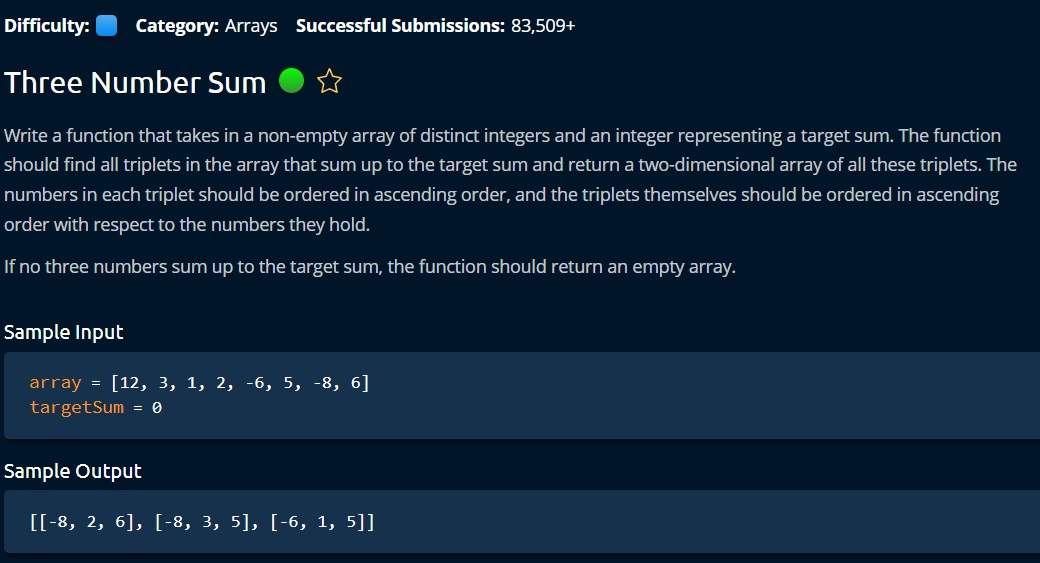 Difficulty: Category: Arrays Successful Submissions: 83,509+
Three Number Sum
Write a function that takes in a non-empty array of distinct integers and an integer representing a target sum. The function
should find all triplets in the array that sum up to the target sum and return a two-dimensional array of all these triplets. The
numbers in each triplet should be ordered in ascending order, and the triplets themselves should be ordered in ascending
order with respect to the numbers they hold.
If no three numbers sum up to the target sum, the function should return an empty array.
Sample Input
array = [12, 3, 1, 2, -6, 5, -8, 6]
targetSum = 0
Sample Output
[[-8, 2, 6], [-8, 3, 5], [-6, 1, 5]]